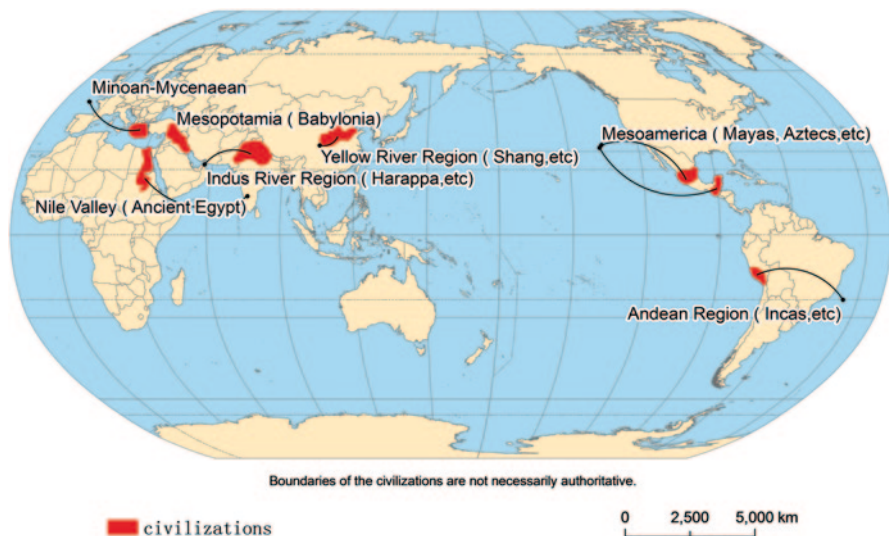 Minoan-Mycenaean
Mesopotamia ( Babylonia)
Yellow River Region ( Shang,etc)
Mesoamerica ( Mayas, Aztecs,etc)
Indus River Region ( Harappa,etc)
Nile Valley ( Ancient Egypt)
Andean Region ( Incas,etc)
Boundaries of the civilizations are not necessarily authoritative.
civilizations
0 2,500 5,000 km